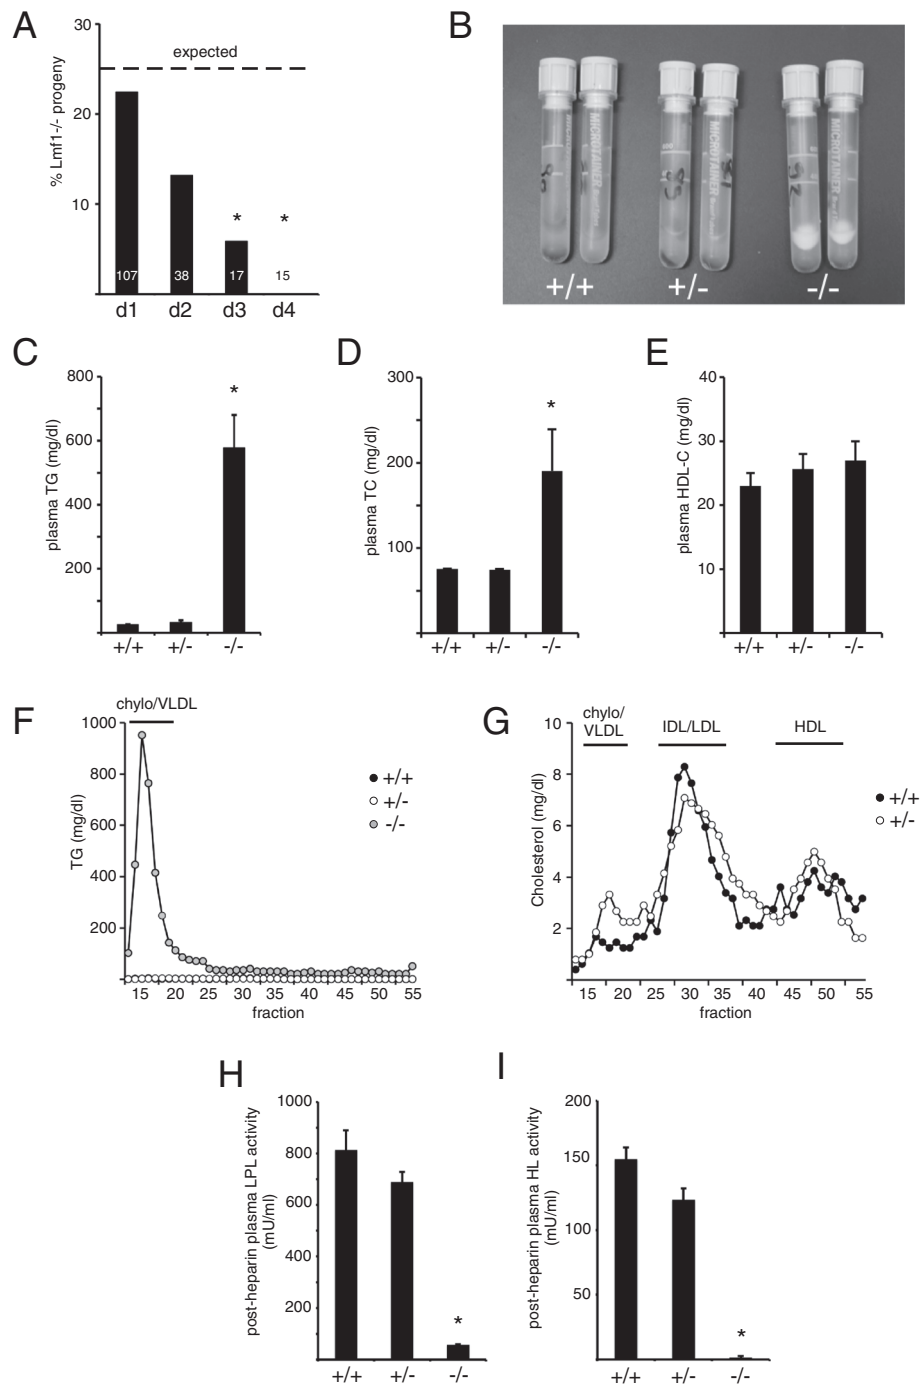 A
% Lmf1-/- progeny
30
20
10
expected
107
38
17
15
* *
d1 d2 d3 d4
B
MICROTAINER
MICROTAINER
MICROTAINER
+/+ +/- -/-
C
plasma TG (mg/dl)
800
600
400
200
*
+/+ +/- -/-
D
plasma TC (mg/dl)
300
200
100
*
+/+ +/- -/-
E
plasma HDL-C (mg/dl)
40
30
20
10
+/+ +/- -/-
F
chylo/VLDL
TG (mg/dl)
1000
800
600
400
200
+/+
+/-
-/-
15 20 25 30 35 40 45 50 55
fraction
G
chylo/
VLDL
IDL/LDL
HDL
Cholesterol (mg/dl)
10
8
6
4
2
+/+
+/-
15 20 25 30 35 40 45 50 55
fraction
H
post-heparin plasma LPL activity
(mU/ml)
1000
800
600
400
200
*
+/+ +/- -/-
I
post-heparin plasma HL activity
(mU/ml)
200
150
100
50
*
+/+ +/- -/-